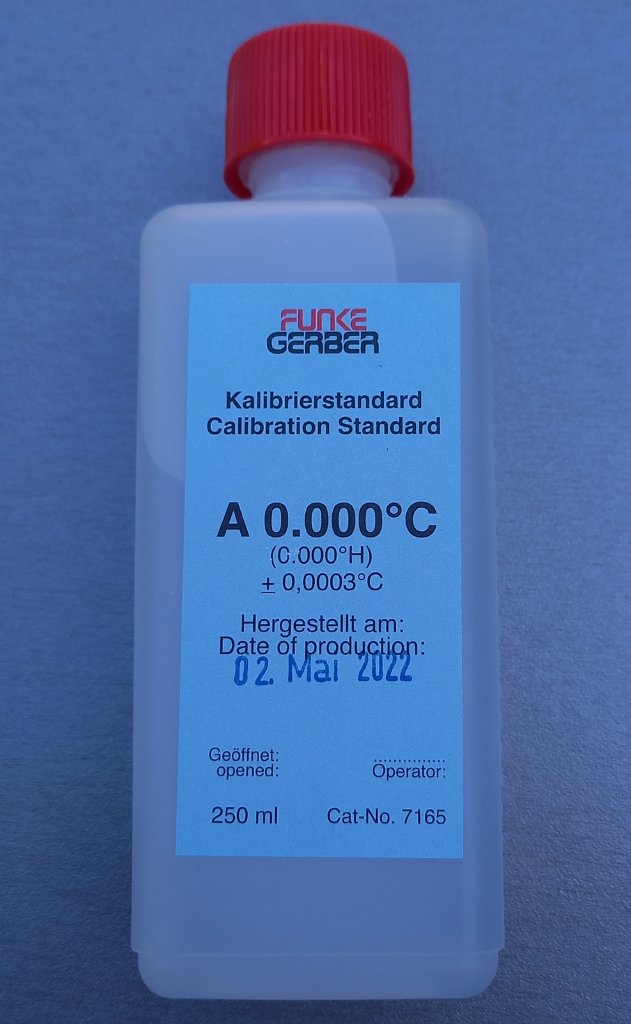 FUNKE
GERBER
Kalibrierstandard
Calibration Standard
A 0.000°C
(0.000°H)
± 0,0003°C
Hergestellt am:
Date of production:
02. Mai 2022
Geöffnet: ...............
opened: Operator:
250 ml Cat-No. 7165